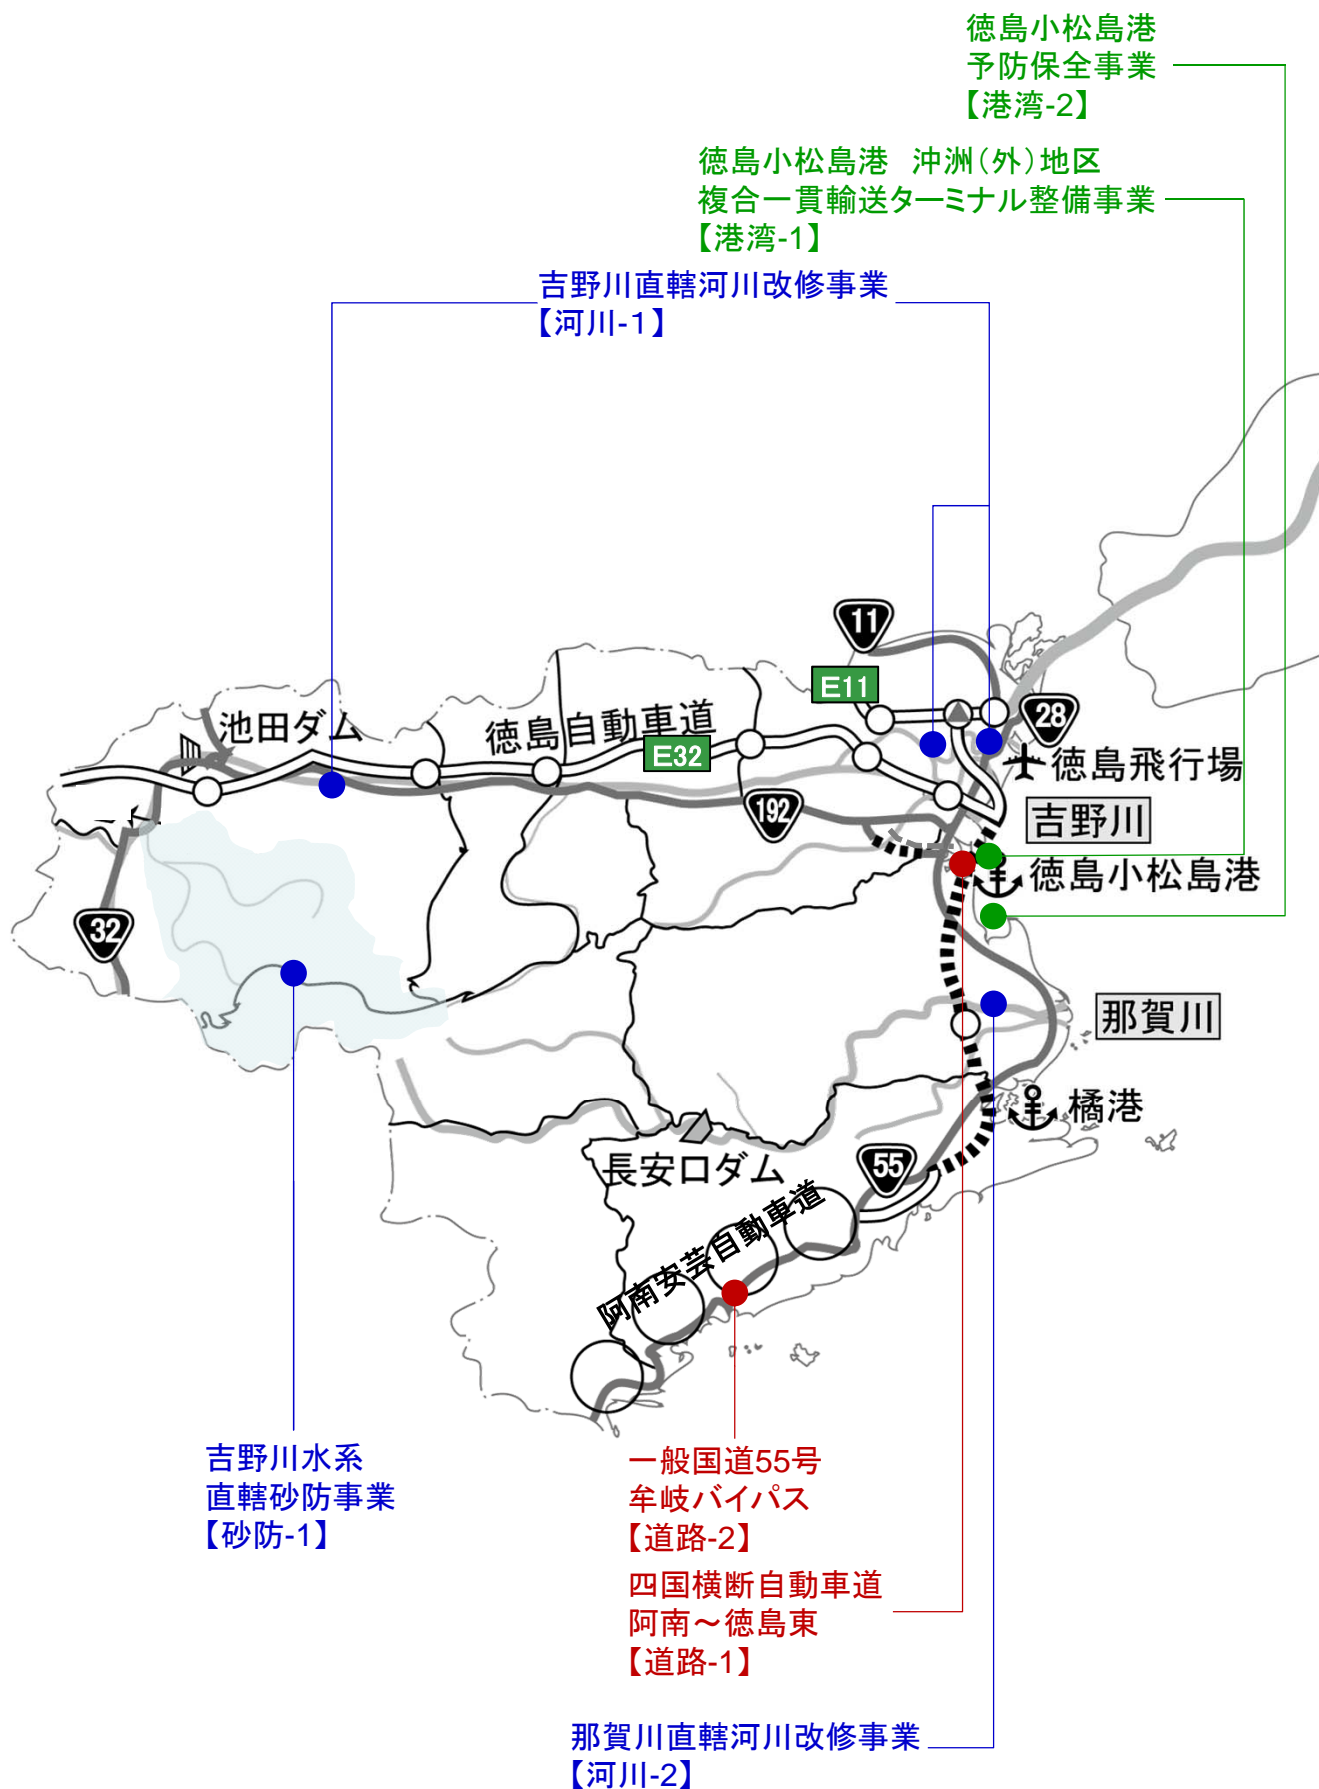 徳島小松島港
予防保全事業
【港湾-2】
徳島小松島港　沖洲(外)地区
複合一貫輸送ターミナル整備事業
【港湾-1】
吉野川直轄河川改修事業
【河川-1】
11
E11
28
池田ダム
徳島自動車道
E32
徳島飛行場
192
吉野川
徳島小松島港
32
那賀川
橘港
長安口ダム
55
阿南安芸自動車道
吉野川水系
直轄砂防事業
【砂防-1】
一般国道55号
牟岐バイパス
【道路-2】
四国横断自動車道
阿南～徳島東
【道路-1】
那賀川直轄河川改修事業
【河川-2】